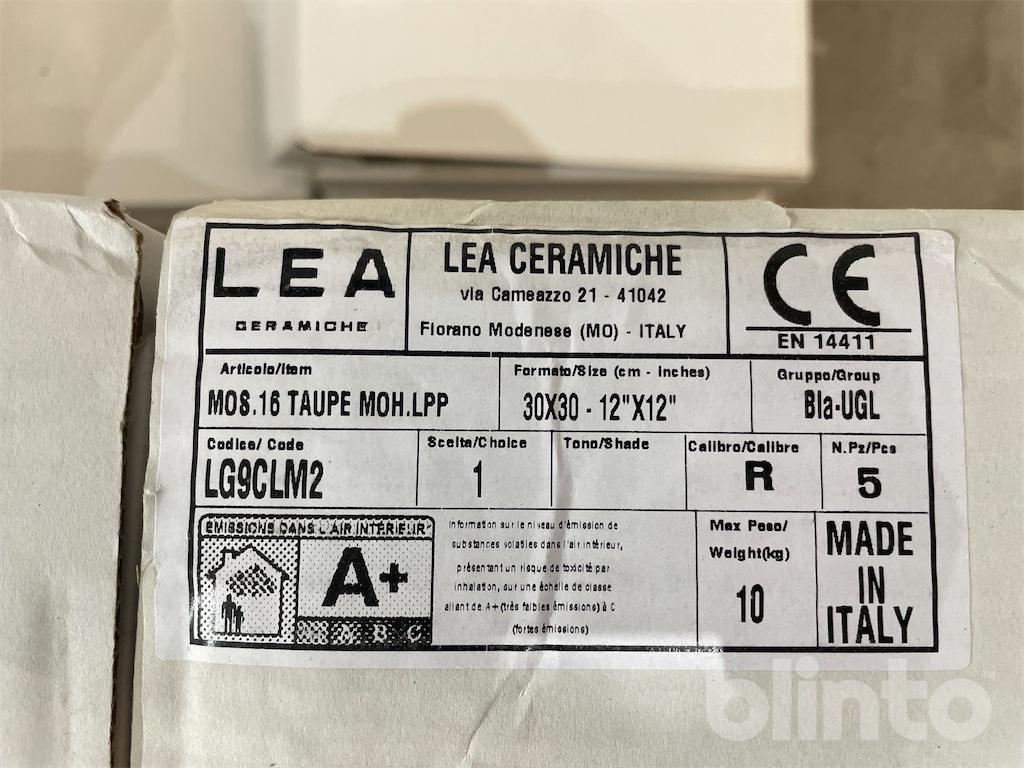 LEA
CERAMICHE
LEA CERAMICHE
via Cameazzo 21 - 41042
Fiorano Modenese (MO) - ITALY
CE
EN 14411
Articolo/Item
MOS.16 TAUPE MOH.LPP
Formato/Size (cm - Inches)
30X30 - 12"X12"
Gruppo/Group
BIa-UGL
Codice/ Code
LG9CLM2
Scelta/Choice
1
Tono/Shade
Calibro/Calibre
R
N.Pz/Pcs
5
ÉMISSIONS DANS L'AIR INTÉRIEUR
A+
B C
Information sur le niveau d'émission de
substances volatiles dans l'air intérieur,
présentant un risque de toxicité par
inhalation, sur une échelle de classe
allant de A+ (très faibles émissions) à C
(fortes émissions)
Max Peso/
Weight(kg)
10
MADE
IN
ITALY
blinto